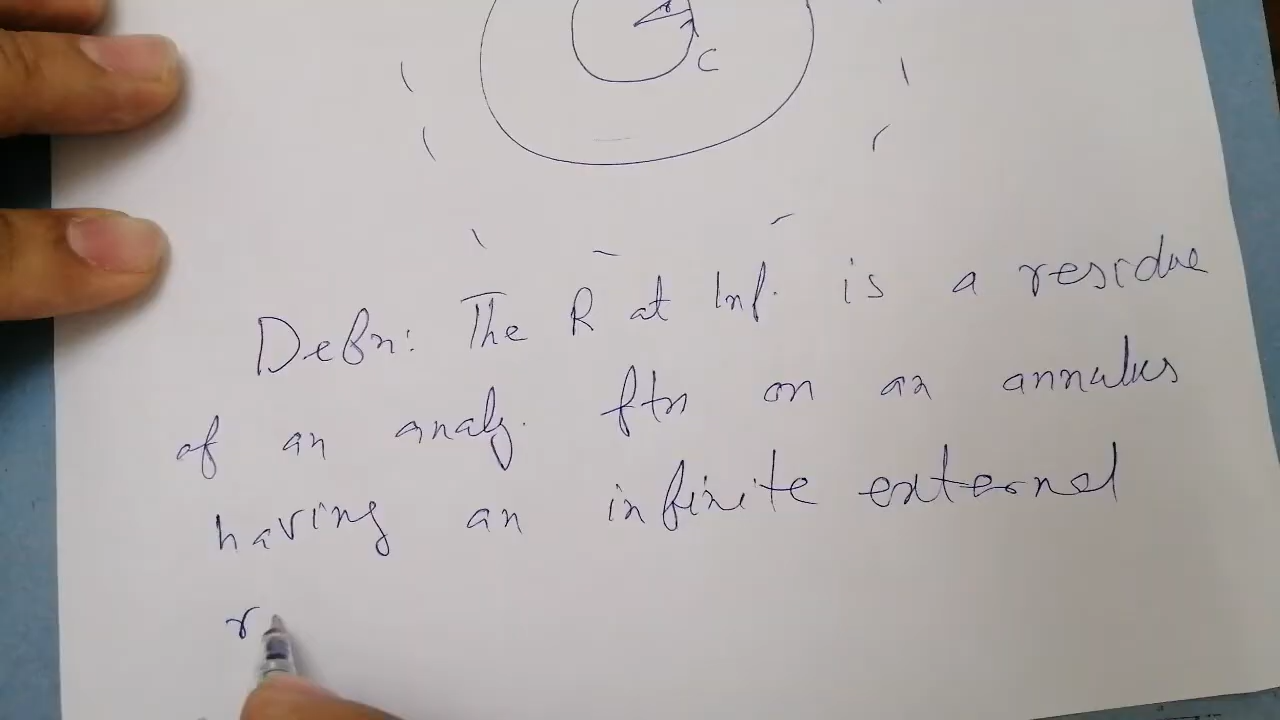 r
C
Defn: The R at Inf. is a residue
of an analy. ftn on an annulus
having an infinite external
r